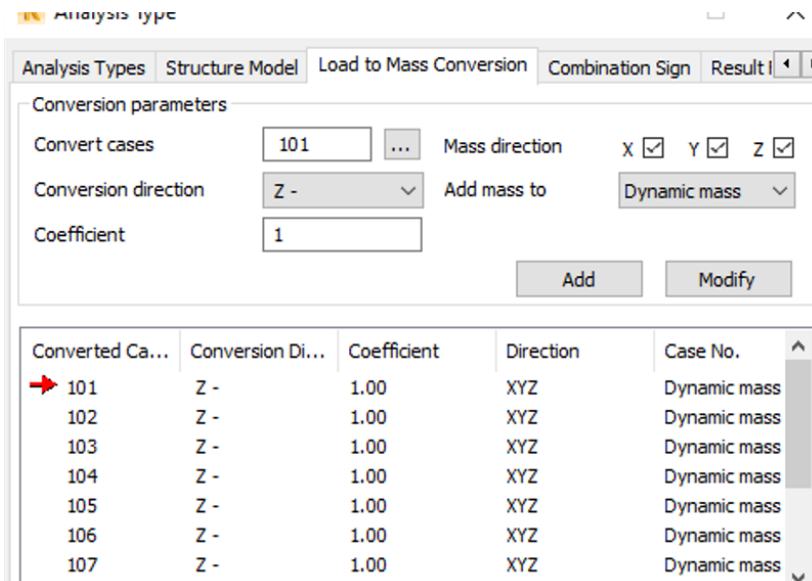 Analysis Type
Analysis Types Structure Model Load to Mass Conversion Combination Sign Result
Conversion parameters
Convert cases 101 ... Mass direction X Y Z
Conversion direction Z - Add mass to Dynamic mass
Coefficient 1
Add Modify
Converted Ca... Conversion Di... Coefficient Direction Case No.
101 Z - 1.00 XYZ Dynamic mass
102 Z - 1.00 XYZ Dynamic mass
103 Z - 1.00 XYZ Dynamic mass
104 Z - 1.00 XYZ Dynamic mass
105 Z - 1.00 XYZ Dynamic mass
106 Z - 1.00 XYZ Dynamic mass
107 Z - 1.00 XYZ Dynamic mass